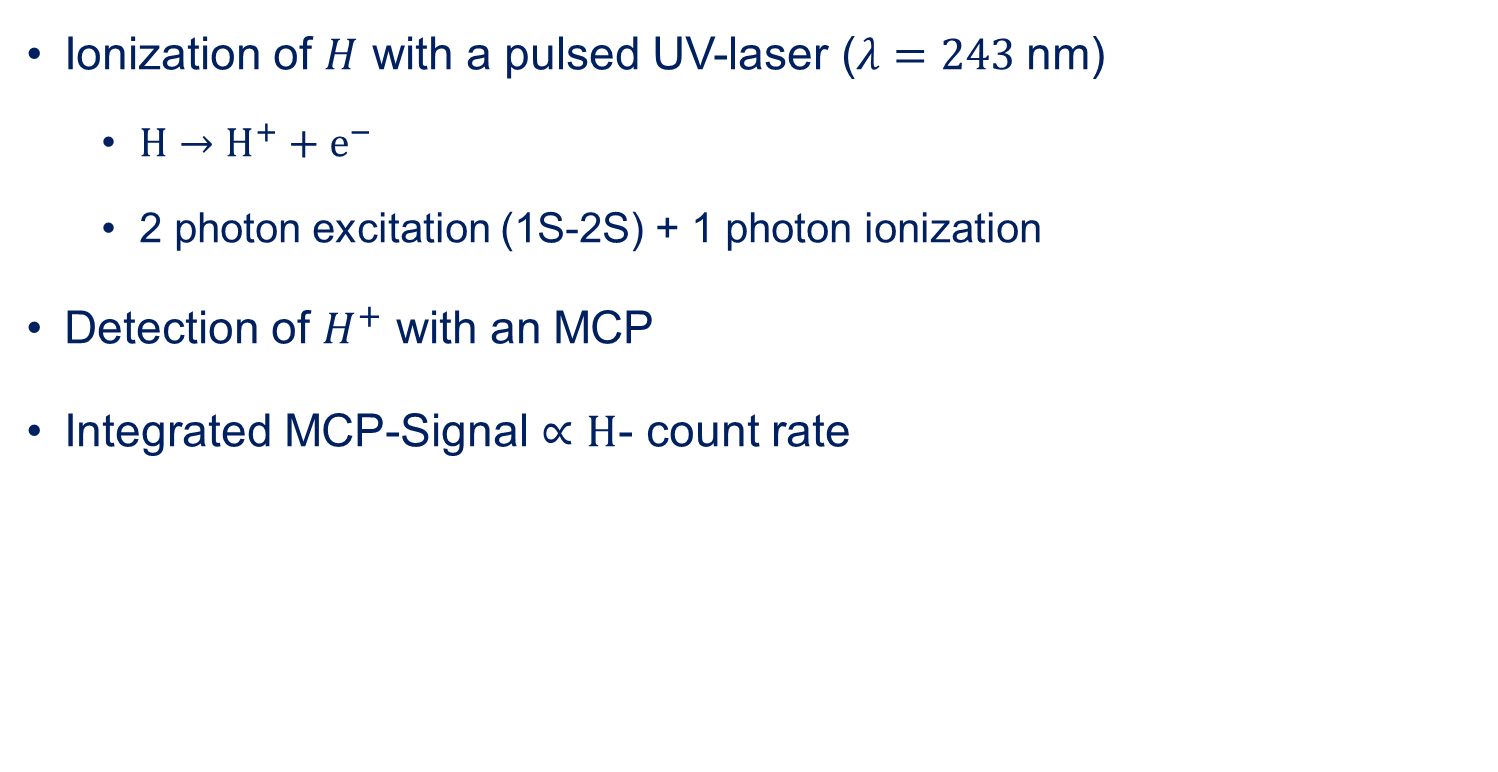 • Ionization of H with a pulsed UV-laser (λ = 243 nm)
• H → H⁺ + e⁻
• 2 photon excitation (1S-2S) + 1 photon ionization
• Detection of H⁺ with an MCP
• Integrated MCP-Signal ∝ H- count rate